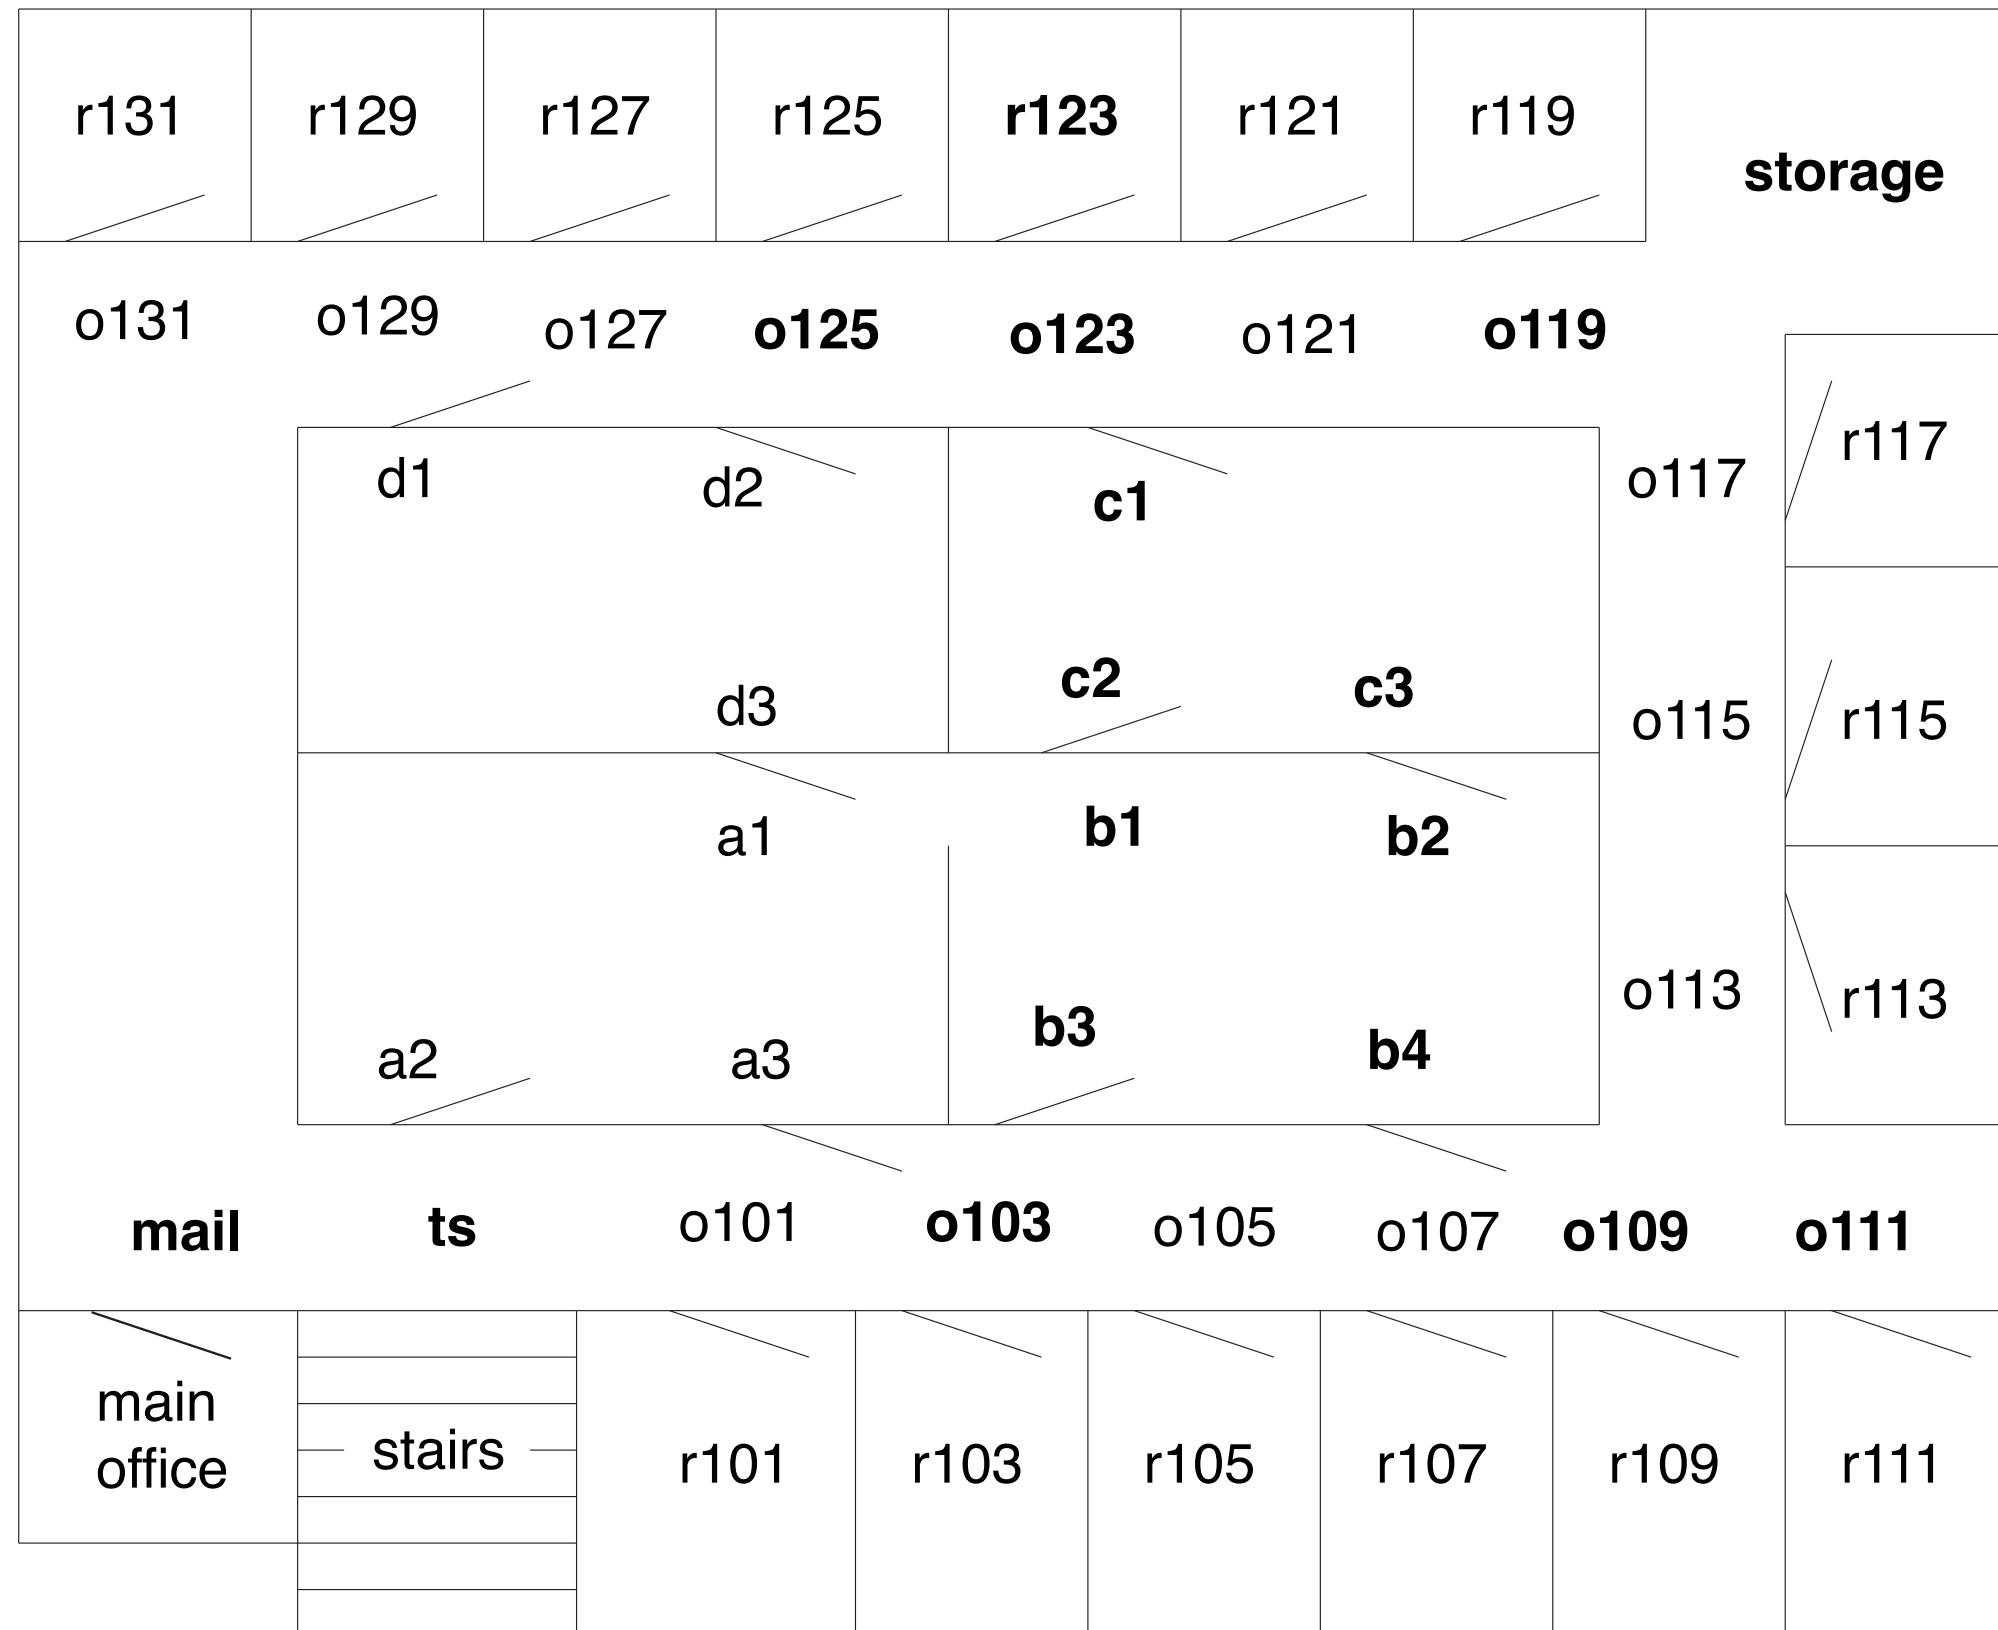 r131 r129 r127 r125 r123 r121 r119
storage
o131 o129 o127 o125 o123 o121 o119
d1 d2 c1 o117 r117
d3 c2 c3 o115 r115
a1 b1 b2
o113 r113
a2 a3 b3 b4
mail ts o101 o103 o105 o107 o109 o111
main
office
stairs r101 r103 r105 r107 r109 r111